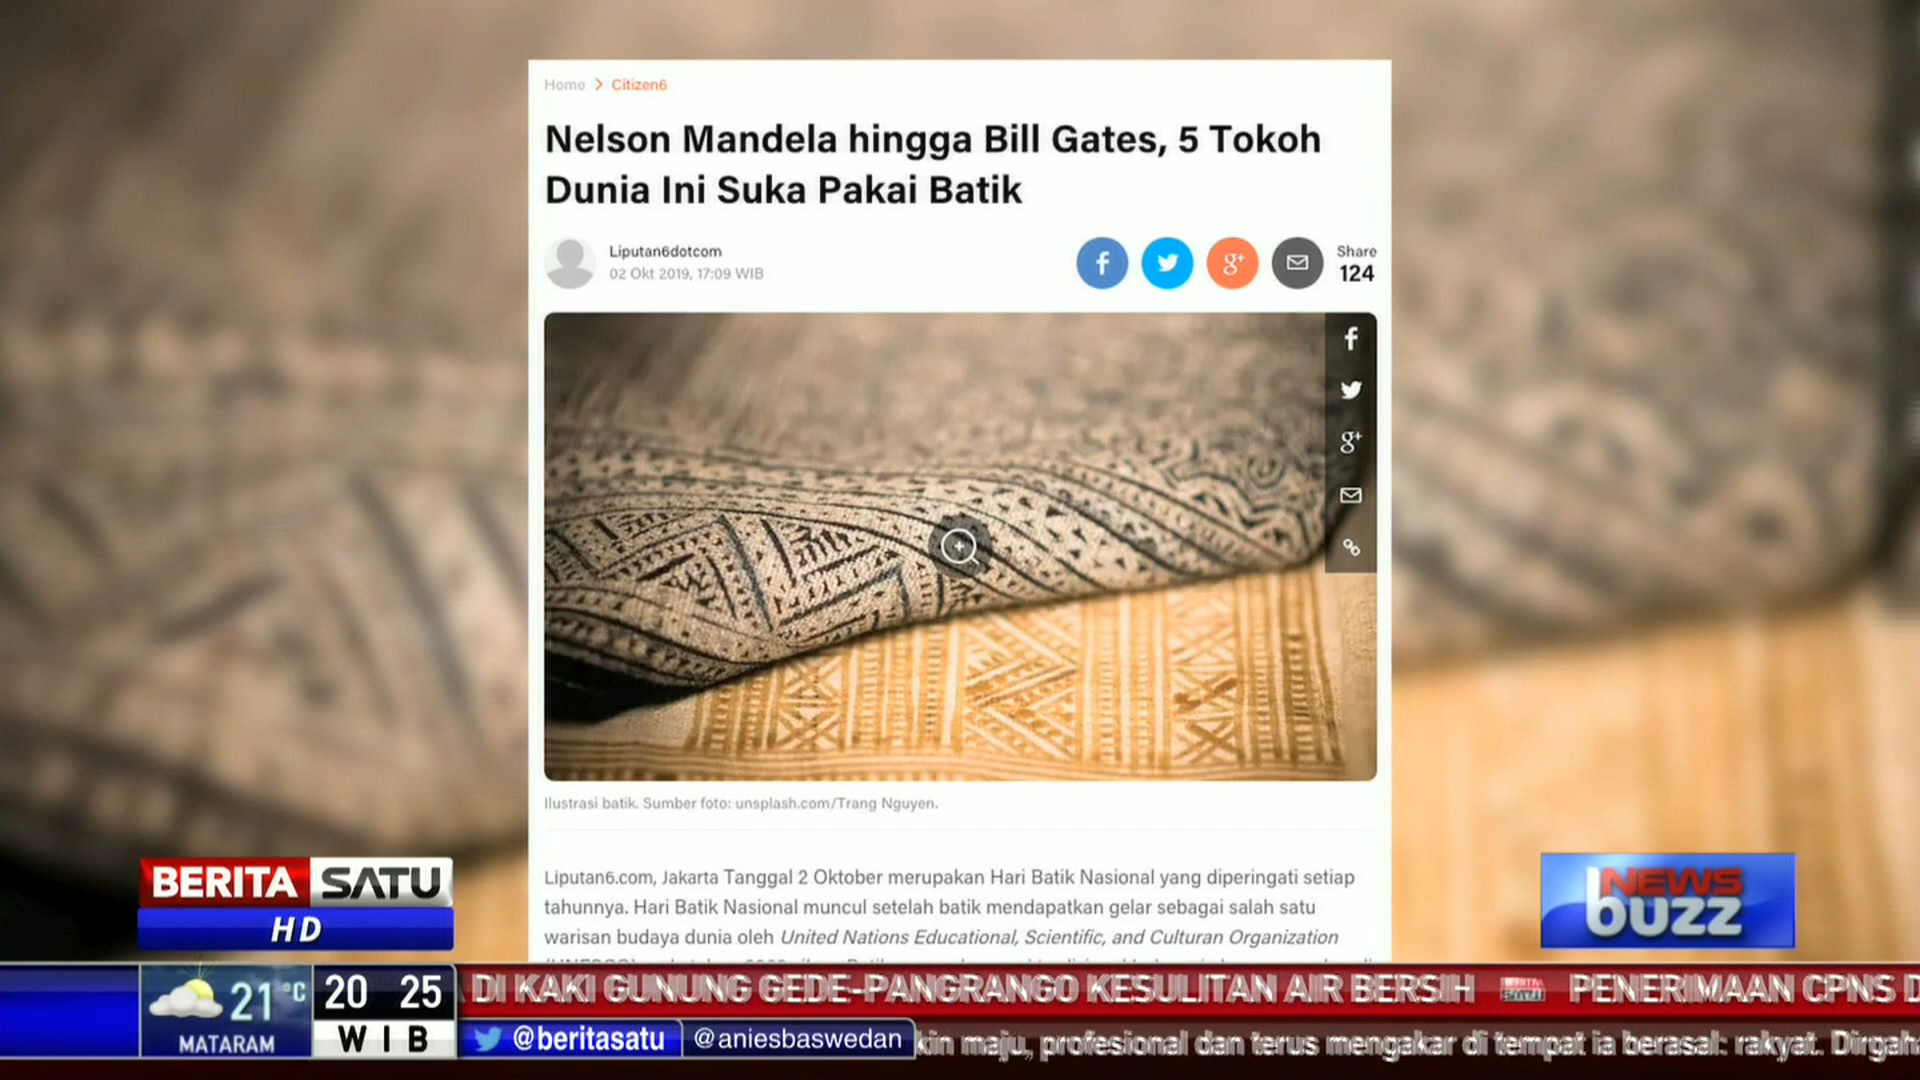 Home > Citizen6
Nelson Mandela hingga Bill Gates, 5 Tokoh
Dunia Ini Suka Pakai Batik
Liputan6dotcom
02 Okt 2019, 17:09 WIB
Share
124
Ilustrasi batik. Sumber foto: unsplash.com/Trang Nguyen.
Liputan6.com, Jakarta Tanggal 2 Oktober merupakan Hari Batik Nasional yang diperingati setiap
tahunnya. Hari Batik Nasional muncul setelah batik mendapatkan gelar sebagai salah satu
warisan budaya dunia oleh United Nations Educational, Scientific, and Culturan Organization
BERITA SATU
HD
NEWS
buzz
21°C
MATARAM
20 25
WIB
DI KAKI GUNUNG GEDE-PANGRANGO KESULITAN AIR BERSIH
PENERIMAAN CPNS D
@beritasatu
@aniesbaswedan
kin maju, profesional dan terus mengakar di tempat ia berasal: rakyat. Dirgaha